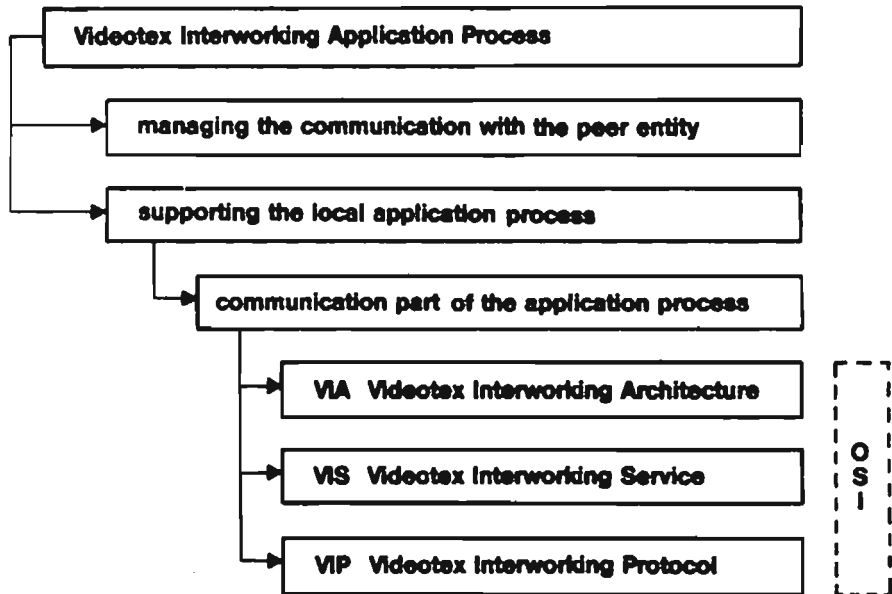 Videotex Interworking Application Process
managing the communication with the peer entity
supporting the local application process
communication part of the application process
VIA Videotex Interworking Architecture
VIS Videotex Interworking Service
VIP Videotex Interworking Protocol
OSI